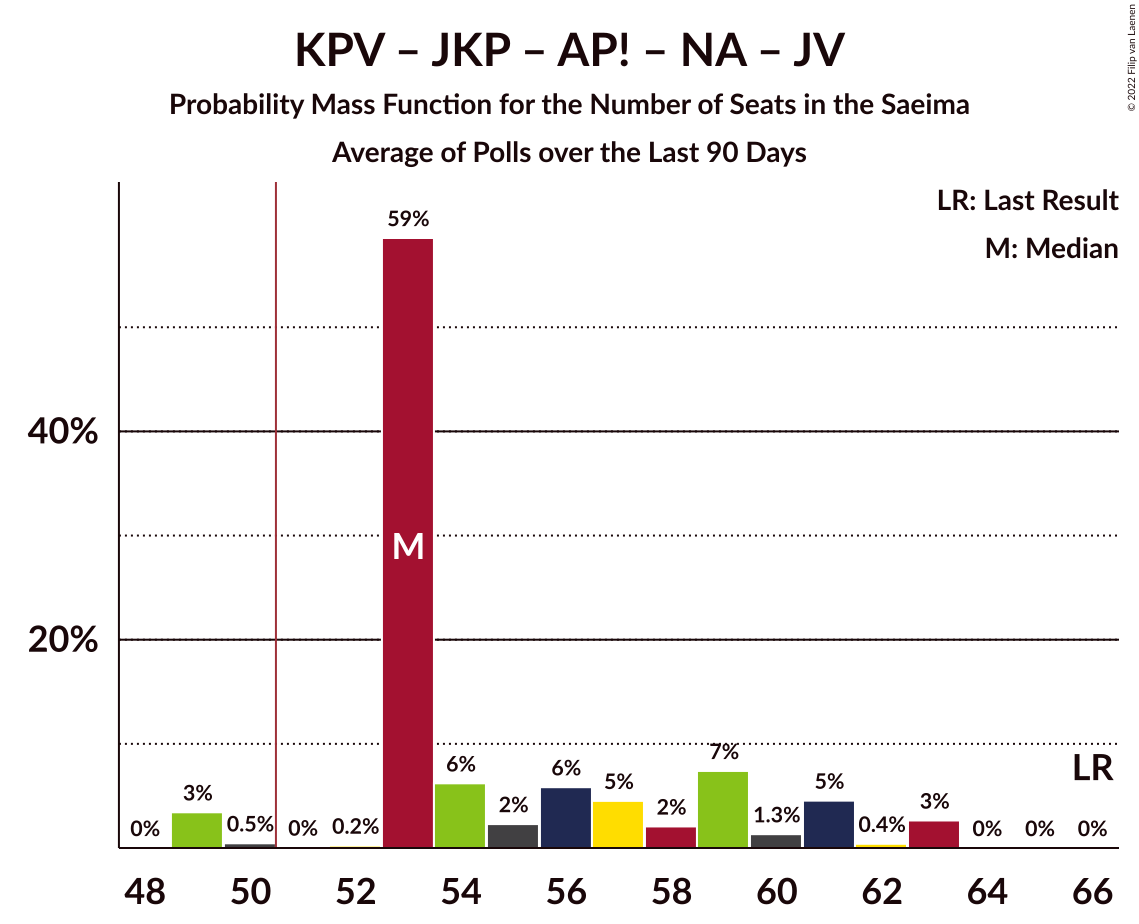 KPV – JKP – AP! – NA – JV
Probability Mass Function for the Number of Seats in the Saeima
Average of Polls over the Last 90 Days
© 2022 Filip van Laenen
LR: Last Result
M: Median
59%
40%
M
20%
7%
LR
6%
6%
5%
5%
3%
3%
2%
2%
1.3%
0%
0.5%
0%
0.2%
0.4%
0%
0%
0%
48 50 52 54 56 58 60 62 64 66